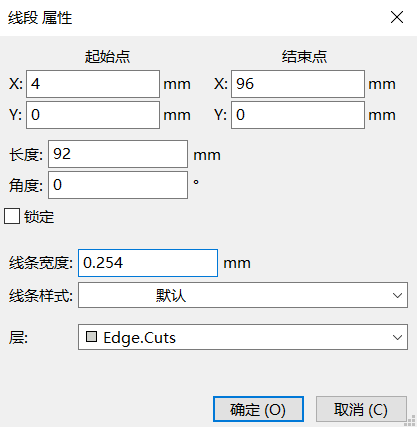 线段 属性
起始点 结束点
X: 4 mm X: 96 mm
Y: 0 mm Y: 0 mm
长度: 92 mm
角度: 0 °
锁定
线条宽度: 0.254 mm
线条样式: 默认
层: Edge.Cuts
确定 (O) 取消 (C)